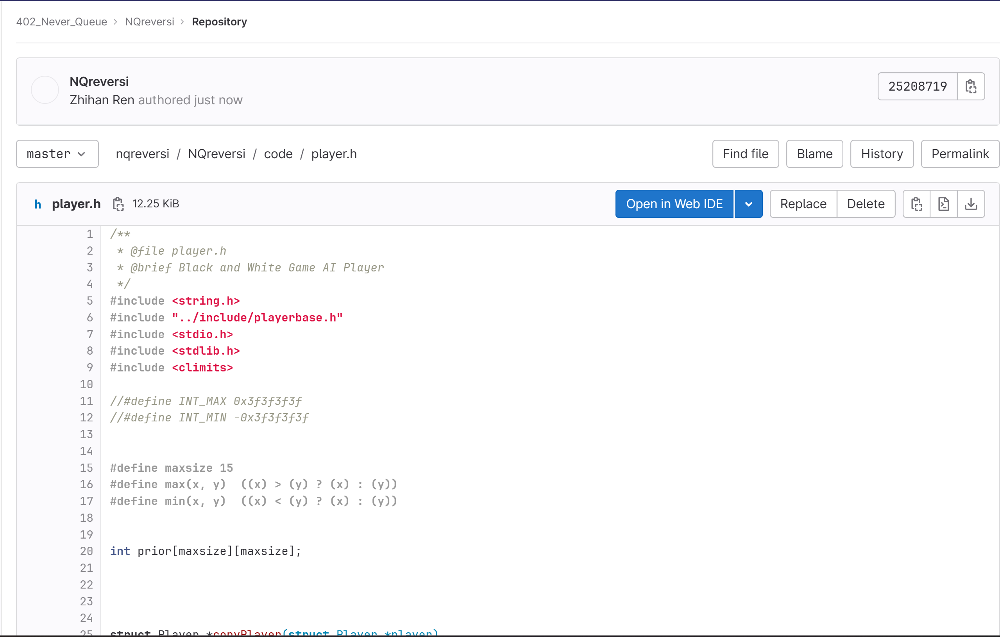 402_Never_Queue > NQreversi > Repository
NQreversi
Zhihan Ren authored just now
25208719
master
nqreversi / NQreversi / code / player.h
Find file
Blame
History
Permalink
h player.h 12.25 KiB
Open in Web IDE
Replace
Delete
1 /**
2  * @file player.h
3  * @brief Black and White Game AI Player
4  */
5 #include <string.h>
6 #include "../include/playerbase.h"
7 #include <stdio.h>
8 #include <stdlib.h>
9 #include <climits>
10
11 //#define INT_MAX 0x3f3f3f3f
12 //#define INT_MIN -0x3f3f3f3f
13
14
15 #define maxsize 15
16 #define max(x, y)  ((x) > (y) ? (x) : (y))
17 #define min(x, y)  ((x) < (y) ? (x) : (y))
18
19
20 int prior[maxsize][maxsize];
21
22
23
24
25 struct Player *copyPlayer(struct Player *player)